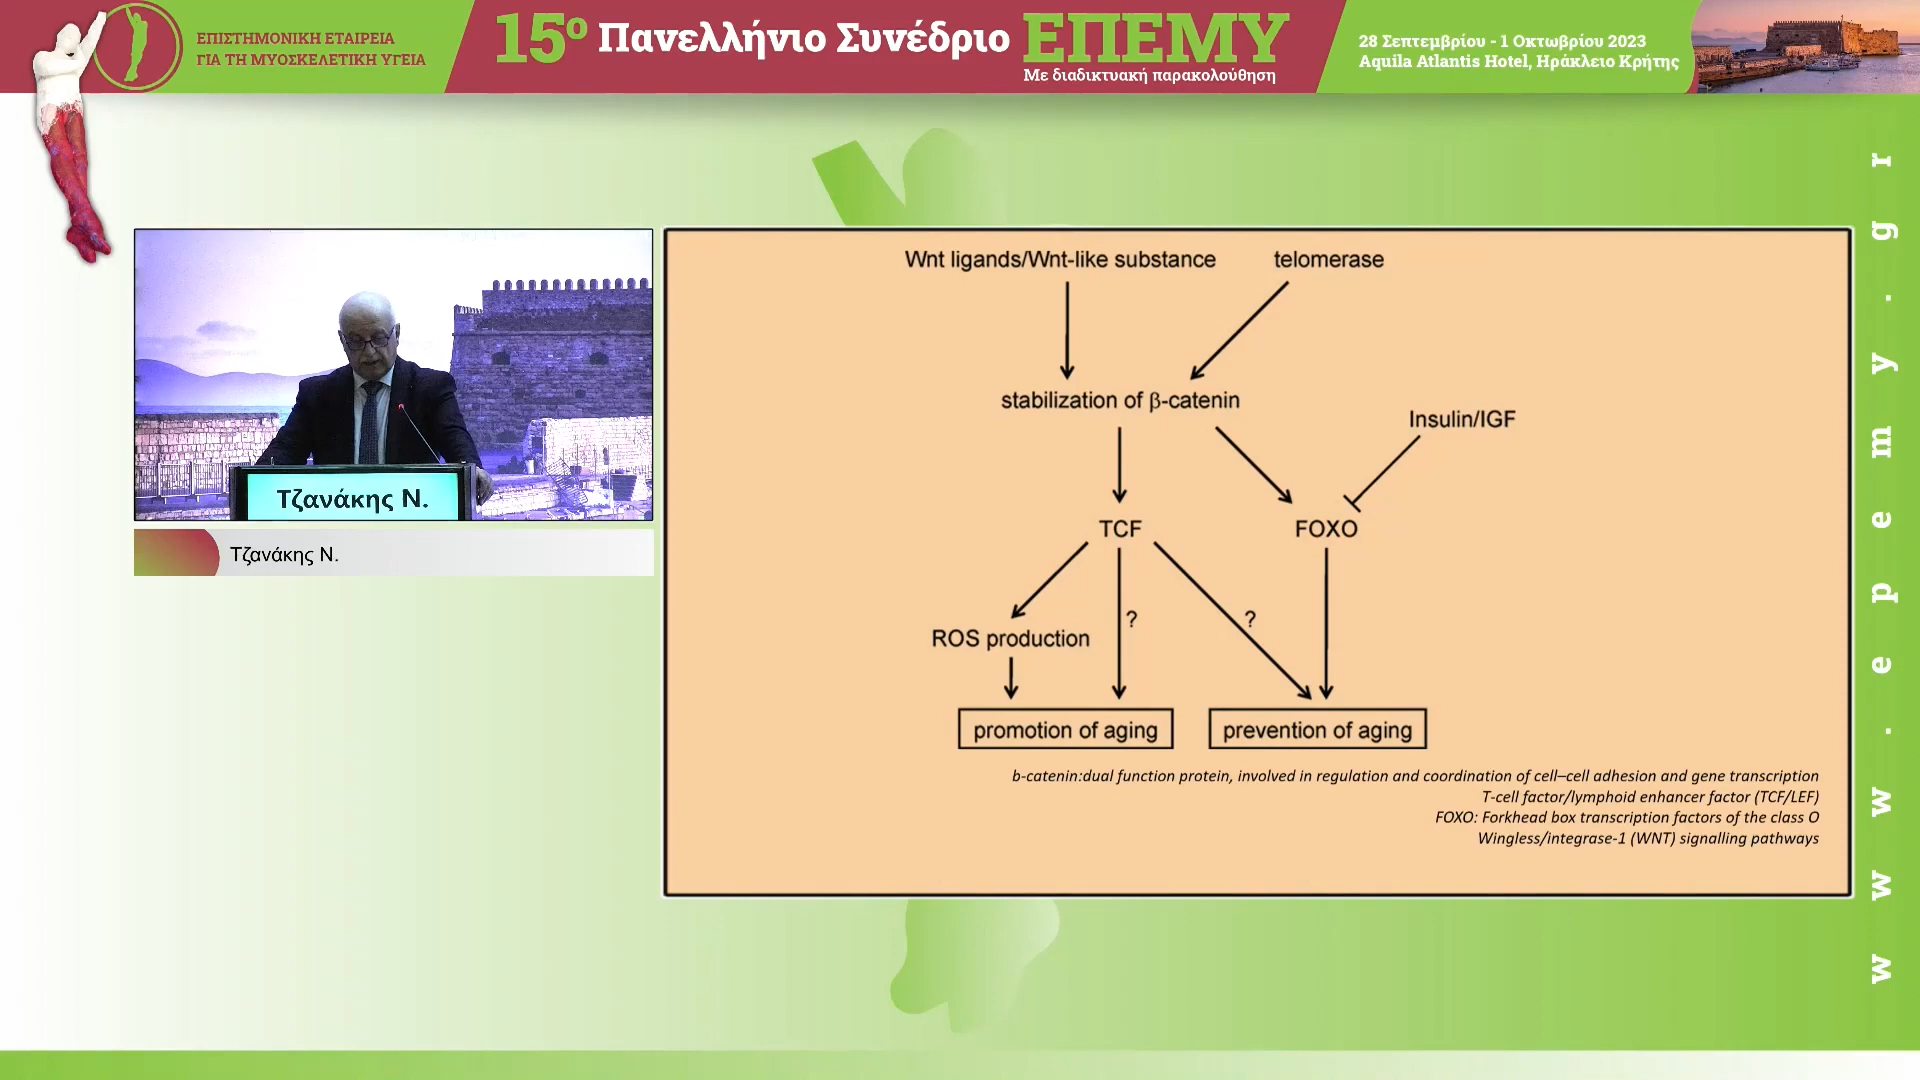 ΕΠΙΣΤΗΜΟΝΙΚΗ ΕΤΑΙΡΕΙΑ
ΓΙΑ ΤΗ ΜΥΟΣΚΕΛΕΤΙΚΗ ΥΓΕΙΑ
15ο Πανελλήνιο Συνέδριο ΕΠΕΜΥ
Με διαδικτυακή παρακολούθηση
28 Σεπτεμβρίου - 1 Οκτωβρίου 2023
Aquila Atlantis Hotel, Ηράκλειο Κρήτης
Τζανάκης Ν.
Τζανάκης Ν.
Wnt ligands/Wnt-like substance
telomerase
stabilization of β-catenin
Insulin/IGF
TCF
FOXO
ROS production
?
?
promotion of aging
prevention of aging
b-catenin:dual function protein, involved in regulation and coordination of cell–cell adhesion and gene transcription
T-cell factor/lymphoid enhancer factor (TCF/LEF)
FOXO: Forkhead box transcription factors of the class O
Wingless/integrase-1 (WNT) signalling pathways
www.epemy.gr